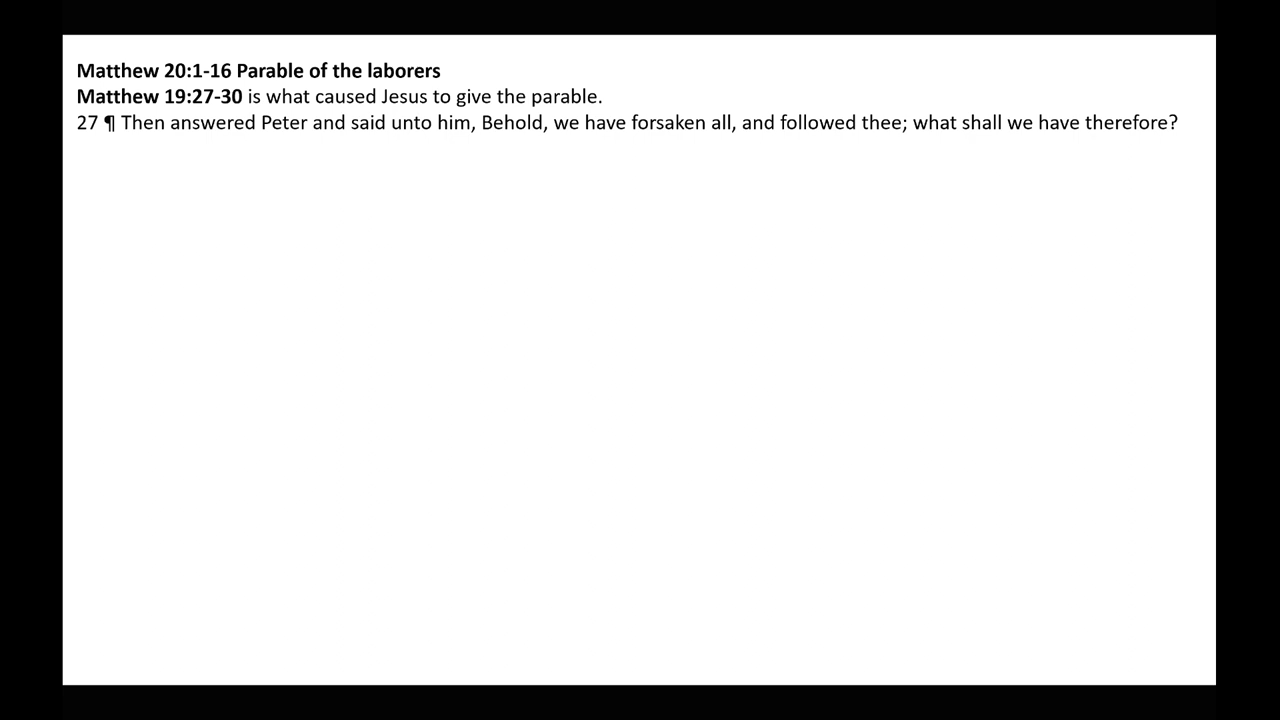 Matthew 20:1-16 Parable of the laborers
Matthew 19:27-30 is what caused Jesus to give the parable.
27 ¶ Then answered Peter and said unto him, Behold, we have forsaken all, and followed thee; what shall we have therefore?